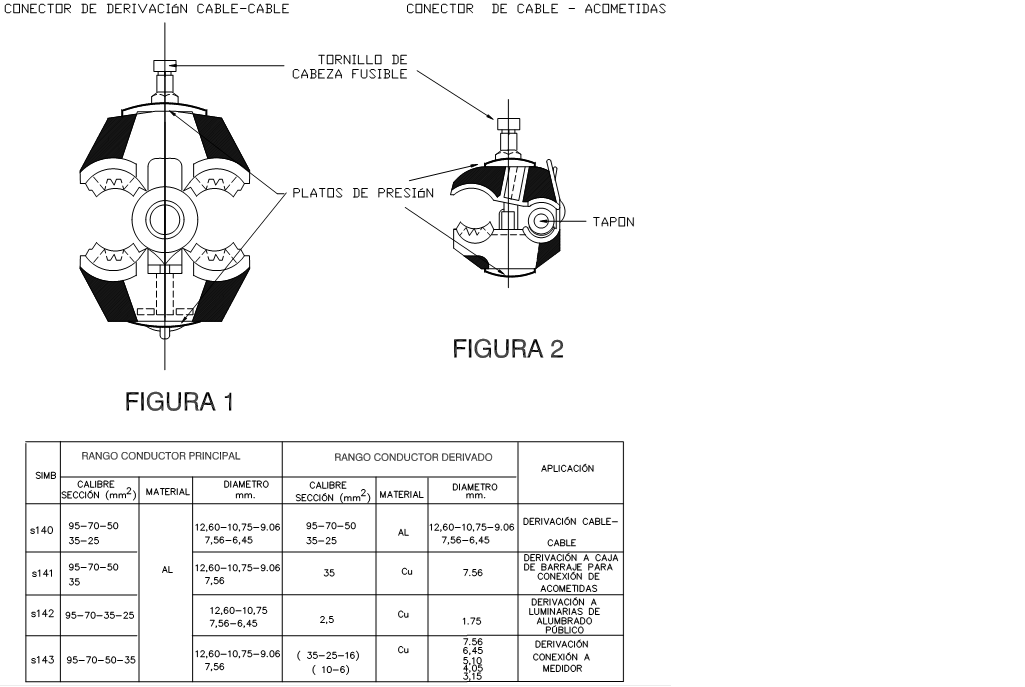 CONECTOR DE DERIVACIÓN CABLE-CABLE
CONECTOR DE CABLE - ACOMETIDAS
TORNILLO DE
CABEZA FUSIBLE
PLATOS DE PRESIÓN
TAPON
FIGURA 2
FIGURA 1
SIMB
RANGO CONDUCTOR PRINCIPAL
RANGO CONDUCTOR DERIVADO
APLICACIÓN
CALIBRE
SECCIÓN (mm²)
MATERIAL
DIAMETRO
mm.
CALIBRE
SECCIÓN (mm²)
MATERIAL
DIAMETRO
mm.
s140
95-70-50
35-25
AL
12,60-10,75-9.06
7,56-6,45
95-70-50
35-25
AL
12,60-10,75-9.06
7,56-6,45
DERIVACIÓN CABLE-
CABLE
s141
95-70-50
35
12,60-10,75-9.06
7,56
35
Cu
7.56
DERIVACIÓN A CAJA
DE BARRAJE PARA
CONEXIÓN DE
ACOMETIDAS
s142
95-70-35-25
12,60-10,75
7,56-6,45
2,5
Cu
1.75
DERIVACIÓN A
LUMINARIAS DE
ALUMBRADO
PÚBLICO
s143
95-70-50-35
12,60-10,75-9.06
7,56
( 35-25-16)
( 10-6)
Cu
7.56
6,45
5,10
4,05
3,15
DERIVACIÓN
CONEXIÓN A
MEDIDOR